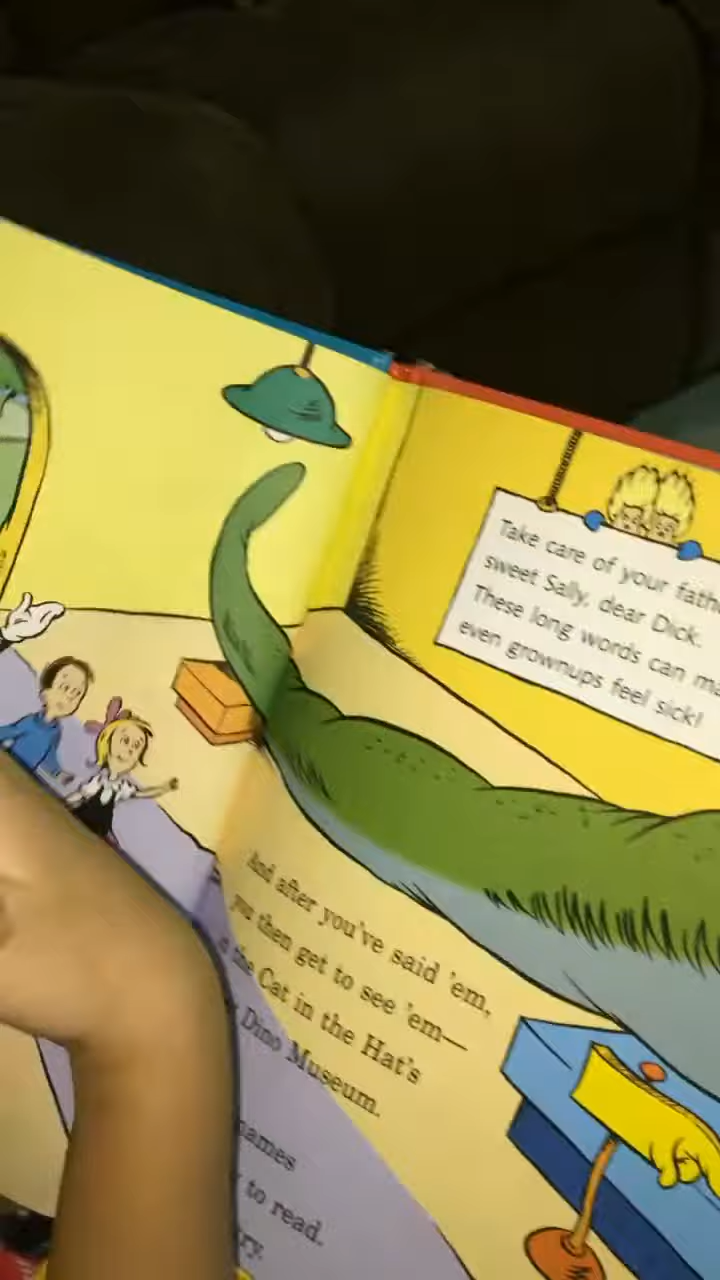 Take care of your
sweet Sally, dear Dick.
These long words can
even grownups feel sick!
And after you've said 'em,
you then get to see 'em—
the Cat in the Hat's
Dino Museum.
names
to read.
try.